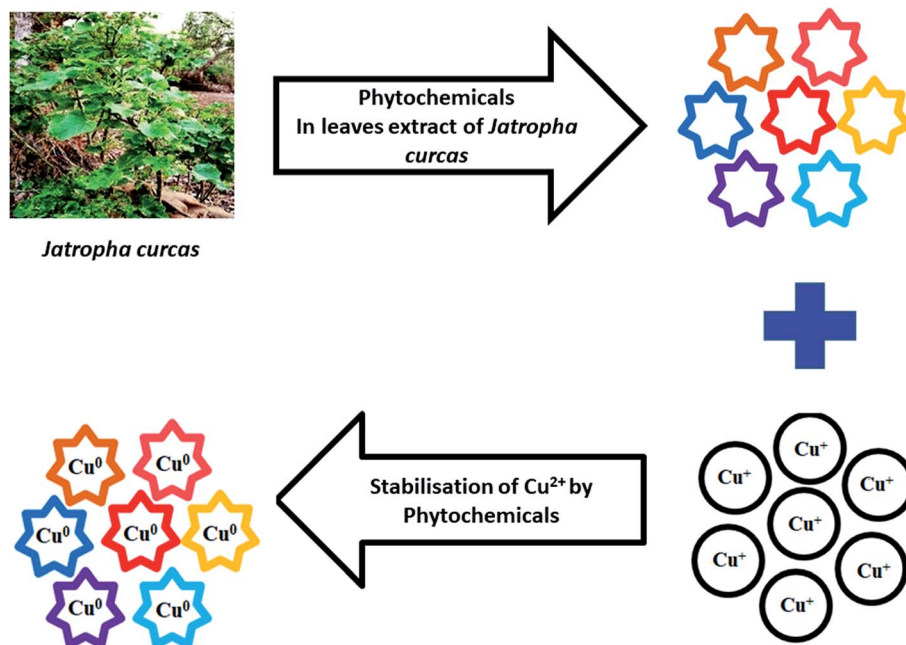 Phytochemicals
In leaves extract of Jatropha
curcas
Jatropha curcas
Cu⁺
Cu⁺
Cu⁺
Cu⁺
Cu⁺
Cu⁺
Cu⁺
Stabilisation of Cu²⁺ by
Phytochemicals
Cu⁰
Cu⁰
Cu⁰
Cu⁰
Cu⁰
Cu⁰
Cu⁰